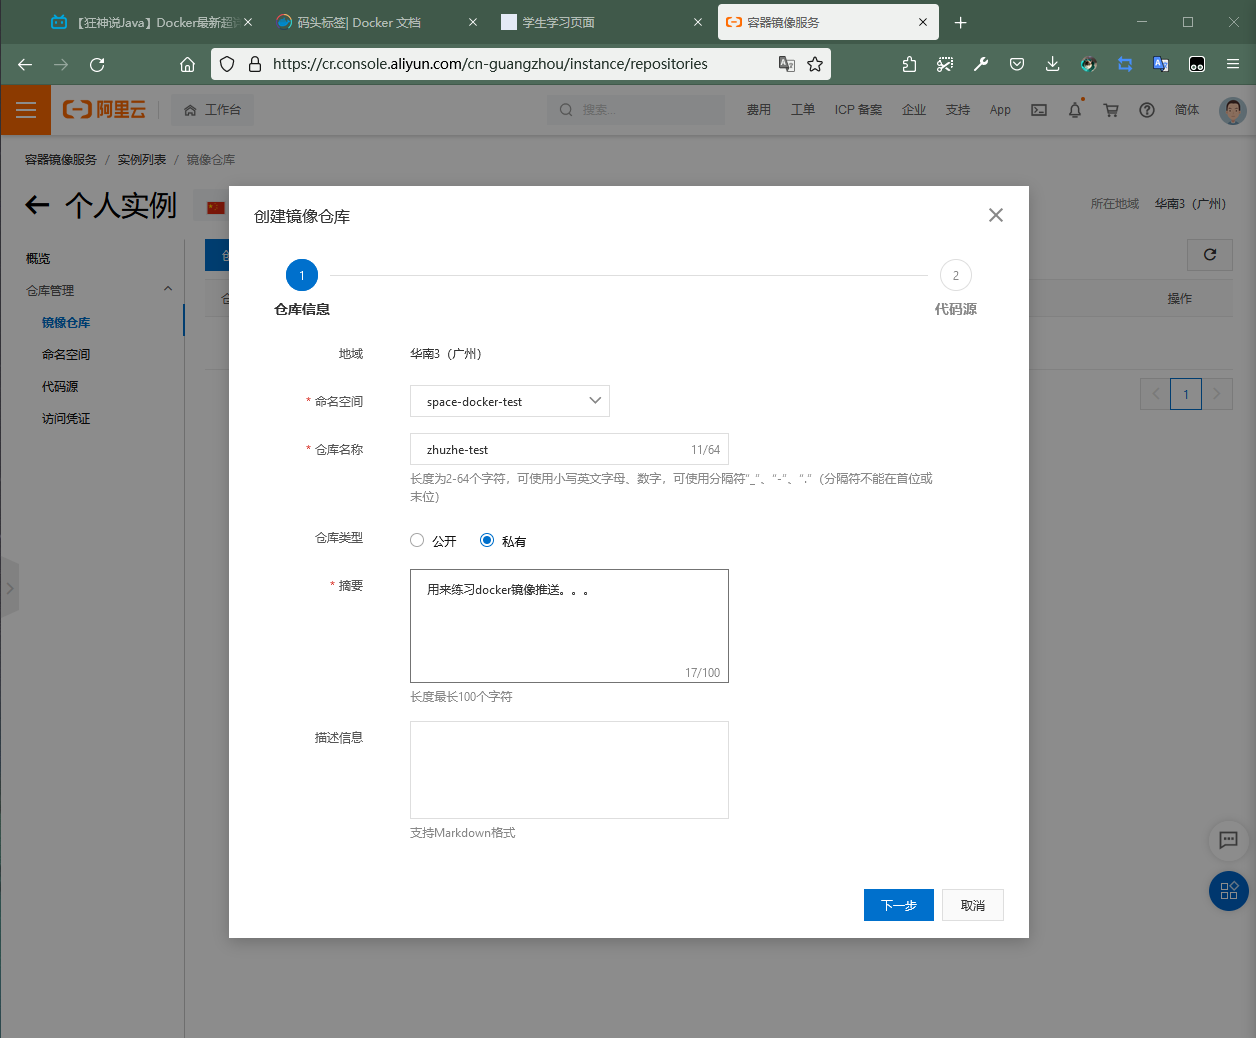 【狂神说Java】Docker最新超
码头标签| Docker 文档
学生学习页面
容器镜像服务
https://cr.console.aliyun.com/cn-guangzhou/instance/repositories
阿里云
工作台
搜索...
费用
工单
ICP 备案
企业
支持
App
简体
容器镜像服务 / 实例列表 / 镜像仓库
个人实例
所在地域 华南3（广州）
概览
仓库管理
镜像仓库
命名空间
代码源
访问凭证
操作
1
创建镜像仓库
1
仓库信息
2
代码源
地域 华南3（广州）
* 命名空间 space-docker-test
* 仓库名称 zhuzhe-test 11/64
长度为2-64个字符，可使用小写英文字母、数字，可使用分隔符"_"、"-"、"."（分隔符不能在首位或
末位）
仓库类型 公开 私有
* 摘要 用来练习docker镜像推送。。。
17/100
长度最长100个字符
描述信息
支持Markdown格式
下一步
取消